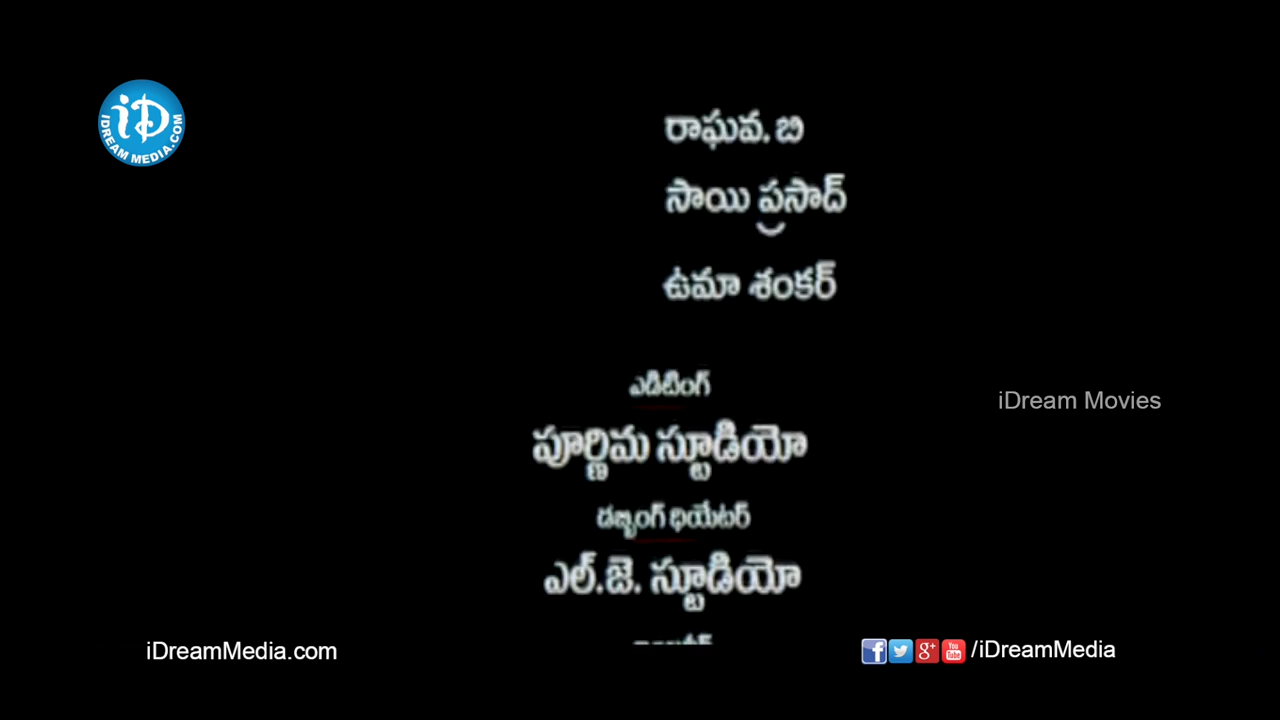 iD
IDREAM MEDIA.COM
రాఘవ. బి
సాయి ప్రసాద్
ఉమా శంకర్
ఎడిటింగ్
iDream Movies
పూర్ణిమ స్టూడియో
డబ్బింగ్ థియేటర్
ఎల్.జె. స్టూడియో
iDreamMedia.com
/iDreamMedia